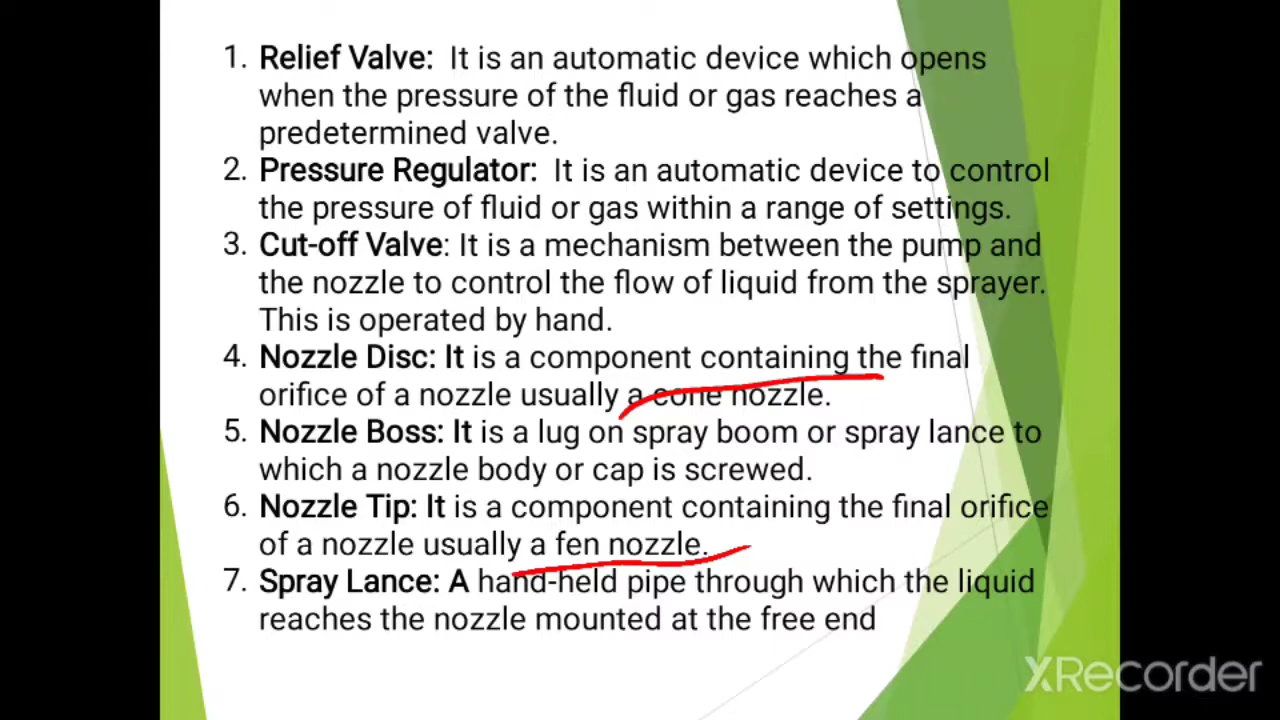 1. Relief Valve: It is an automatic device which opens
when the pressure of the fluid or gas reaches a
predetermined valve.
2. Pressure Regulator: It is an automatic device to control
the pressure of fluid or gas within a range of settings.
3. Cut-off Valve: It is a mechanism between the pump and
the nozzle to control the flow of liquid from the sprayer.
This is operated by hand.
4. Nozzle Disc: It is a component containing the final
orifice of a nozzle usually a cone nozzle.
5. Nozzle Boss: It is a lug on spray boom or spray lance to
which a nozzle body or cap is screwed.
6. Nozzle Tip: It is a component containing the final orifice
of a nozzle usually a fen nozzle.
7. Spray Lance: A hand-held pipe through which the liquid
reaches the nozzle mounted at the free end
XRecorder